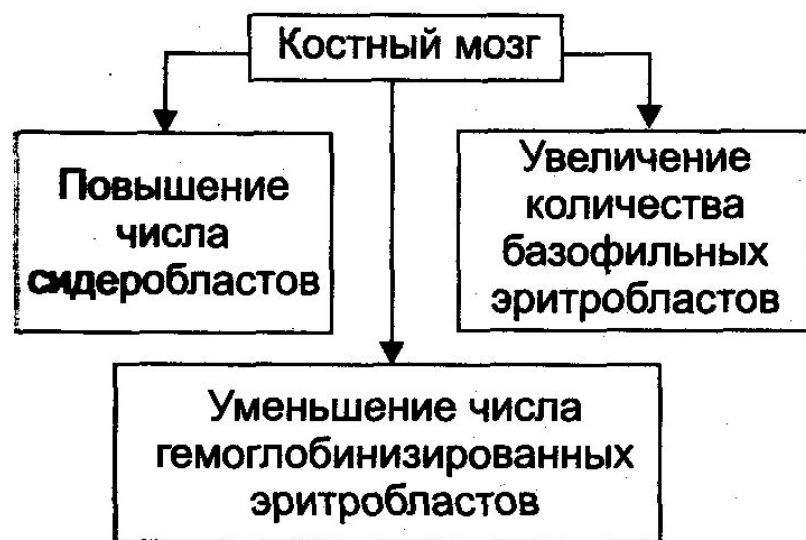 Костный мозг
Повышение
числа
сидеробластов
Увеличение
количества
базофильных
эритробластов
Уменьшение числа
гемоглобинизированных
эритробластов